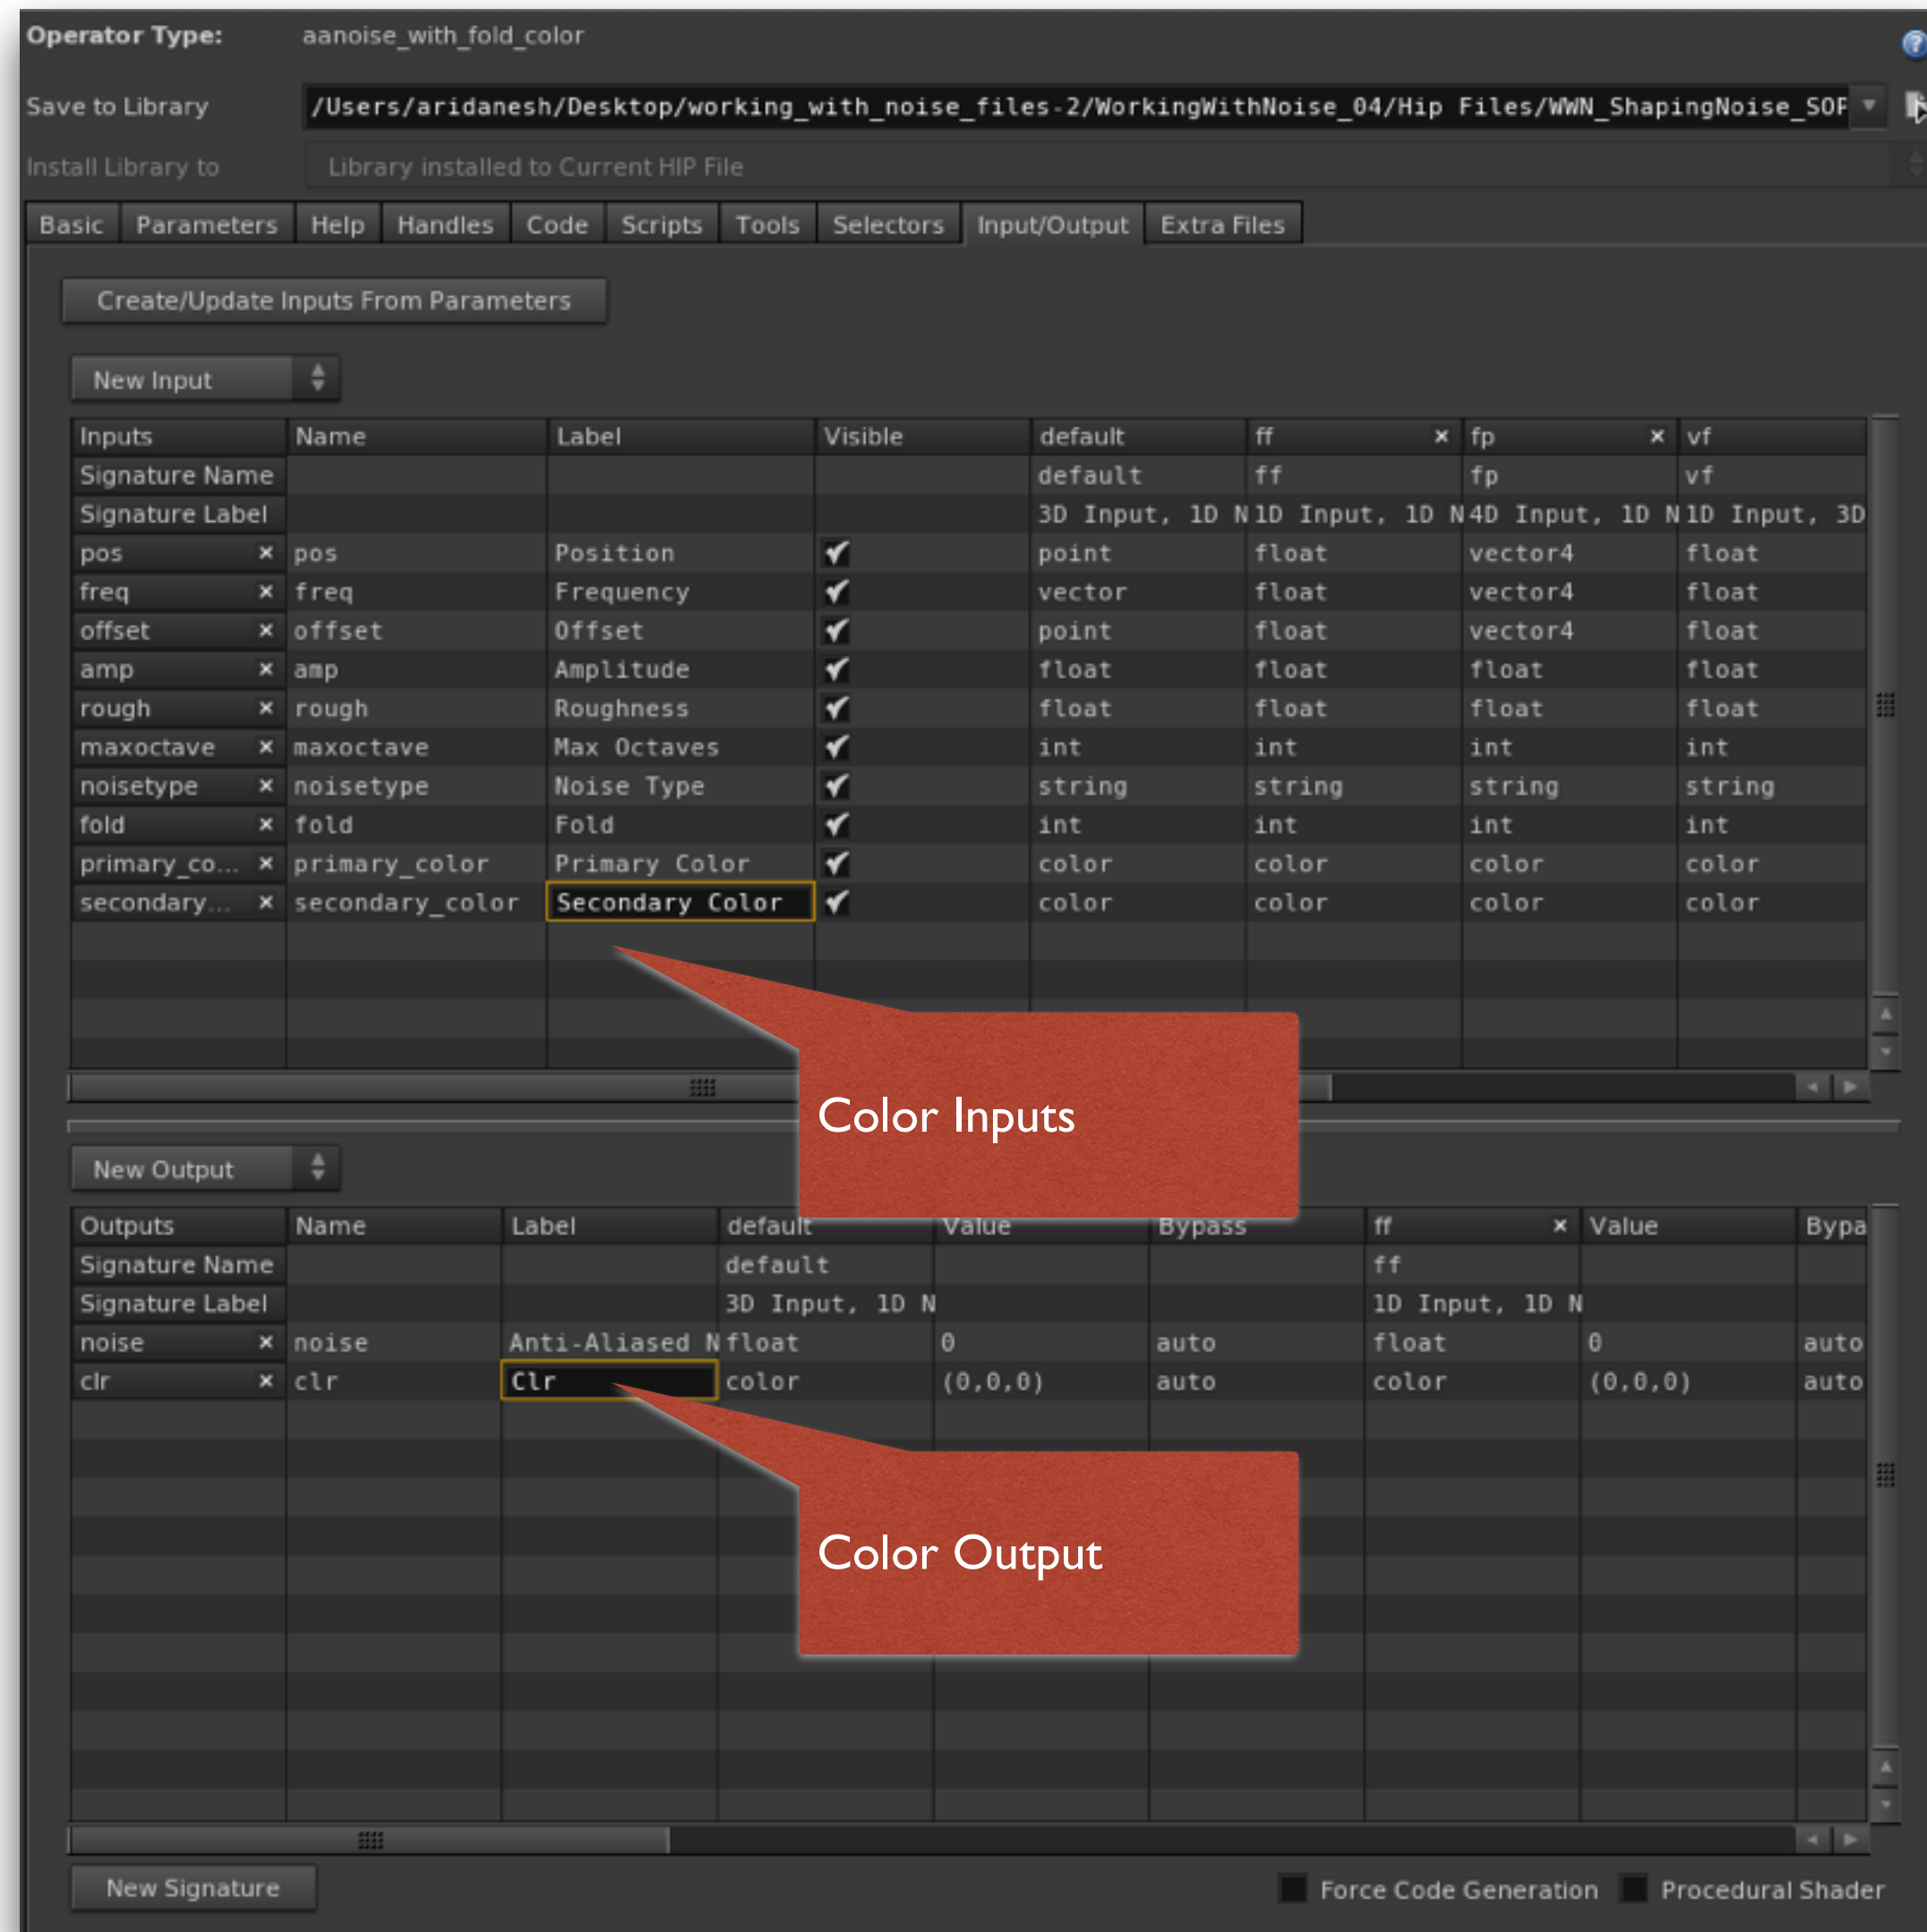 Operator Type: aanoise_with_fold_color
Save to Library /Users/aridanesh/Desktop/working_with_noise_files-2/WorkingWithNoise_04/Hip Files/WWN_ShapingNoise_SOP
Install Library to Library installed to Current HIP File
Basic Parameters Help Handles Code Scripts Tools Selectors Input/Output Extra Files
Create/Update Inputs From Parameters
New Input
Inputs Name Label Visible default ff × fp × vf
Signature Name default ff fp vf
Signature Label 3D Input, 1D N 1D Input, 1D N 4D Input, 1D N 1D Input, 3D
pos × pos Position ✔ point float vector4 float
freq × freq Frequency ✔ vector float vector4 float
offset × offset Offset ✔ point float vector4 float
amp × amp Amplitude ✔ float float float float
rough × rough Roughness ✔ float float float float
maxoctave × maxoctave Max Octaves ✔ int int int int
noisetype × noisetype Noise Type ✔ string string string string
fold × fold Fold ✔ int int int int
primary_co... × primary_color Primary Color ✔ color color color color
secondary... × secondary_color Secondary Color ✔ color color color color
Color Inputs
New Output
Outputs Name Label default Value Bypass ff × Value Bypa
Signature Name default ff
Signature Label 3D Input, 1D N 1D Input, 1D N
noise × noise Anti-Aliased N float 0 auto float 0 auto
clr × clr Clr color (0,0,0) auto color (0,0,0) auto
Color Output
New Signature Force Code Generation Procedural Shader